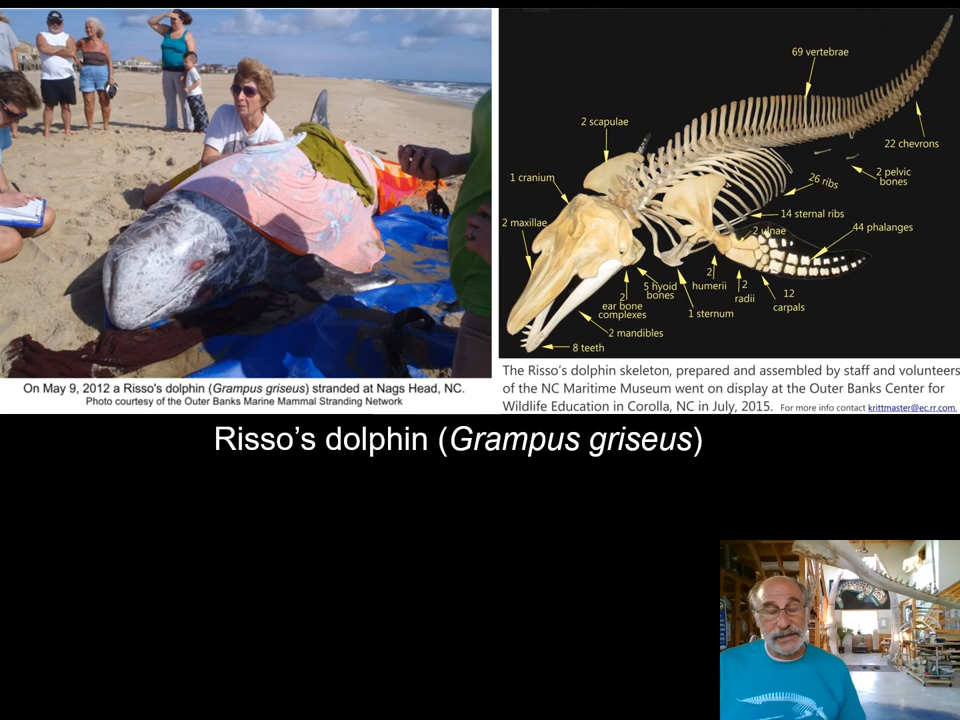 On May 9, 2012 a Risso's dolphin (Grampus griseus) stranded at Nags Head, NC.
Photo courtesy of the Outer Banks Marine Mammal Stranding Network
69 vertebrae
2 scapulae
22 chevrons
1 cranium
2 pelvic
bones
26 ribs
2 maxillae
14 sternal ribs
2 ulnae
44 phalanges
2
humerii
5 hyoid
bones
2
radii
12
carpals
2
ear bone
complexes
1 sternum
2 mandibles
8 teeth
The Risso's dolphin skeleton, prepared and assembled by staff and volunteers
of the NC Maritime Museum went on display at the Outer Banks Center for
Wildlife Education in Corolla, NC in July, 2015. For more info contact krittmaster@ec.rr.com.
Risso's dolphin (Grampus griseus)